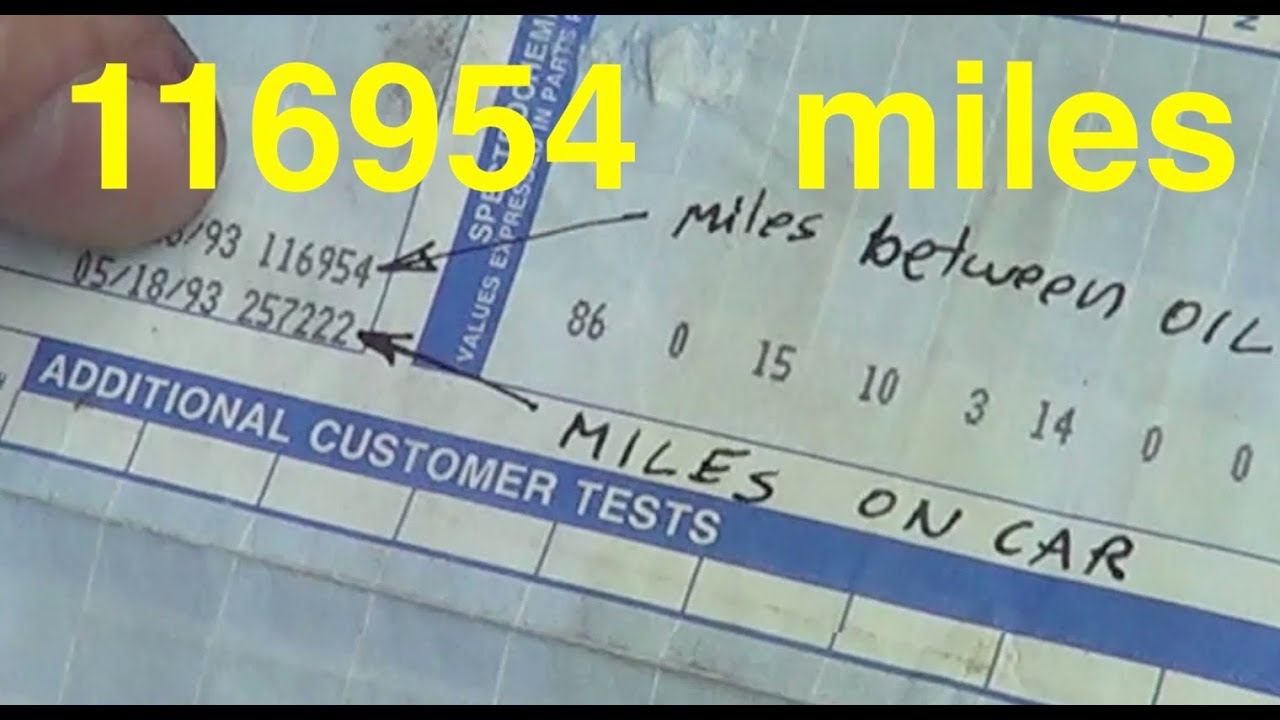 116954 miles
SPECTROCHEM
VALUES EXPRESSED IN PARTS
miles between OIL
/93 116954
05/18/93 257222
86 0 15 10 3 14 0 0
MILES ON CAR
ADDITIONAL CUSTOMER TESTS